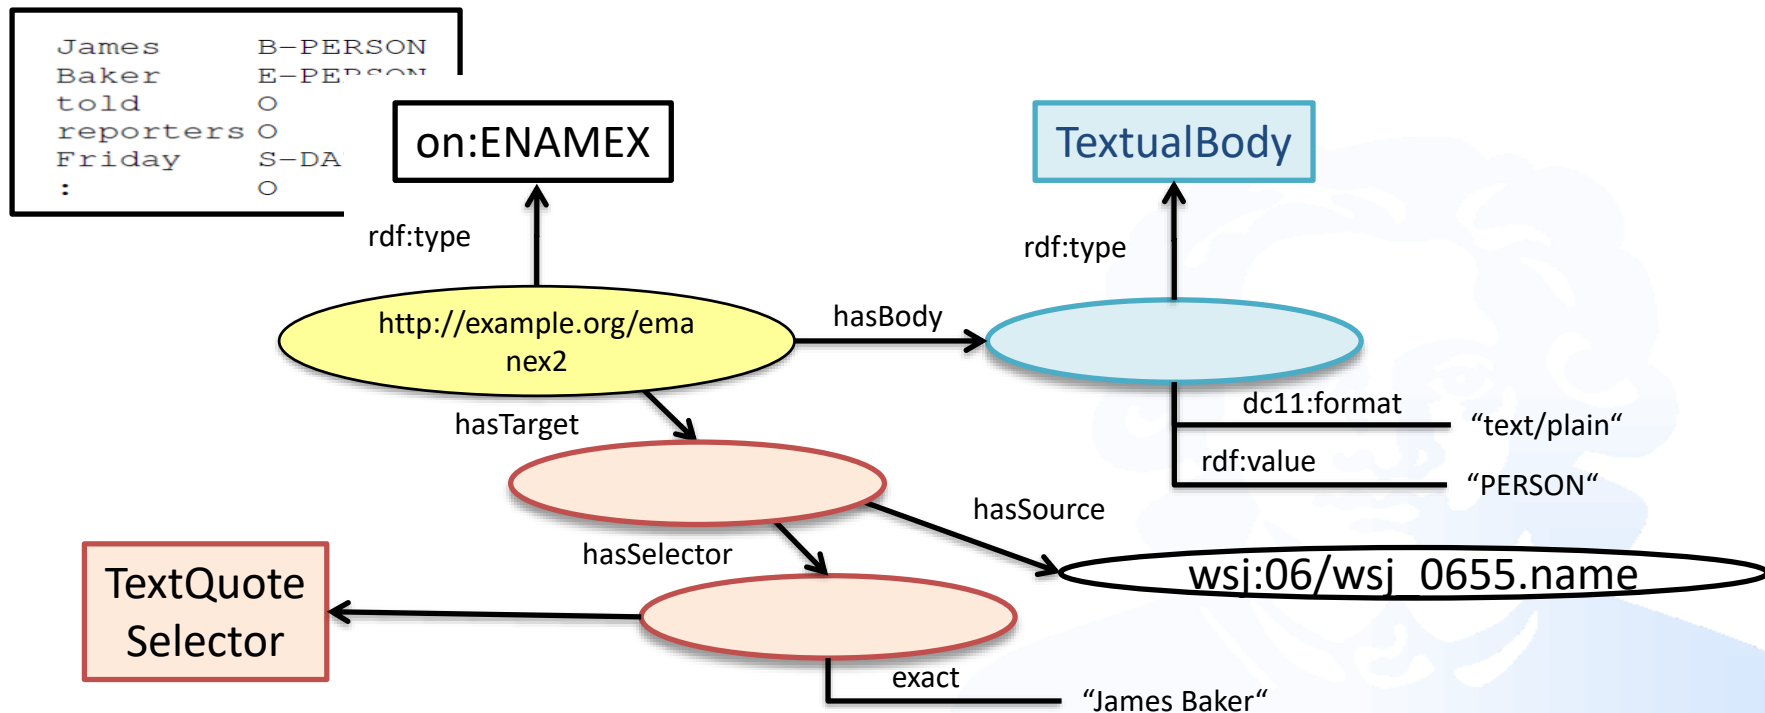 James B-PERSON
Baker E-PERSON
told O
reporters O
Friday S-DA
: O
on:ENAMEX
TextualBody
rdf:type
rdf:type
http://example.org/ema
nex2
hasBody
hasTarget
dc11:format
“text/plain“
rdf:value
“PERSON“
hasSource
hasSelector
wsj:06/wsj_0655.name
TextQuote
Selector
exact
“James Baker“